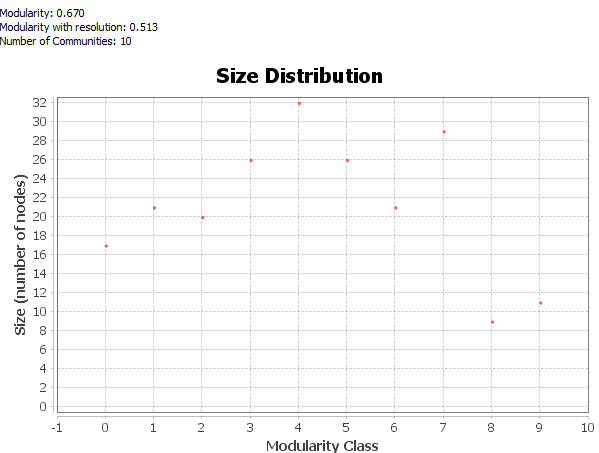 Modularity: 0.670
Modularity with resolution: 0.513
Number of Communities: 10
Size Distribution
32
30
28
26
24
22
20
18
16
14
12
10
8
6
4
2
0
Size (number of nodes)
-1 0 1 2 3 4 5 6 7 8 9 10
Modularity Class